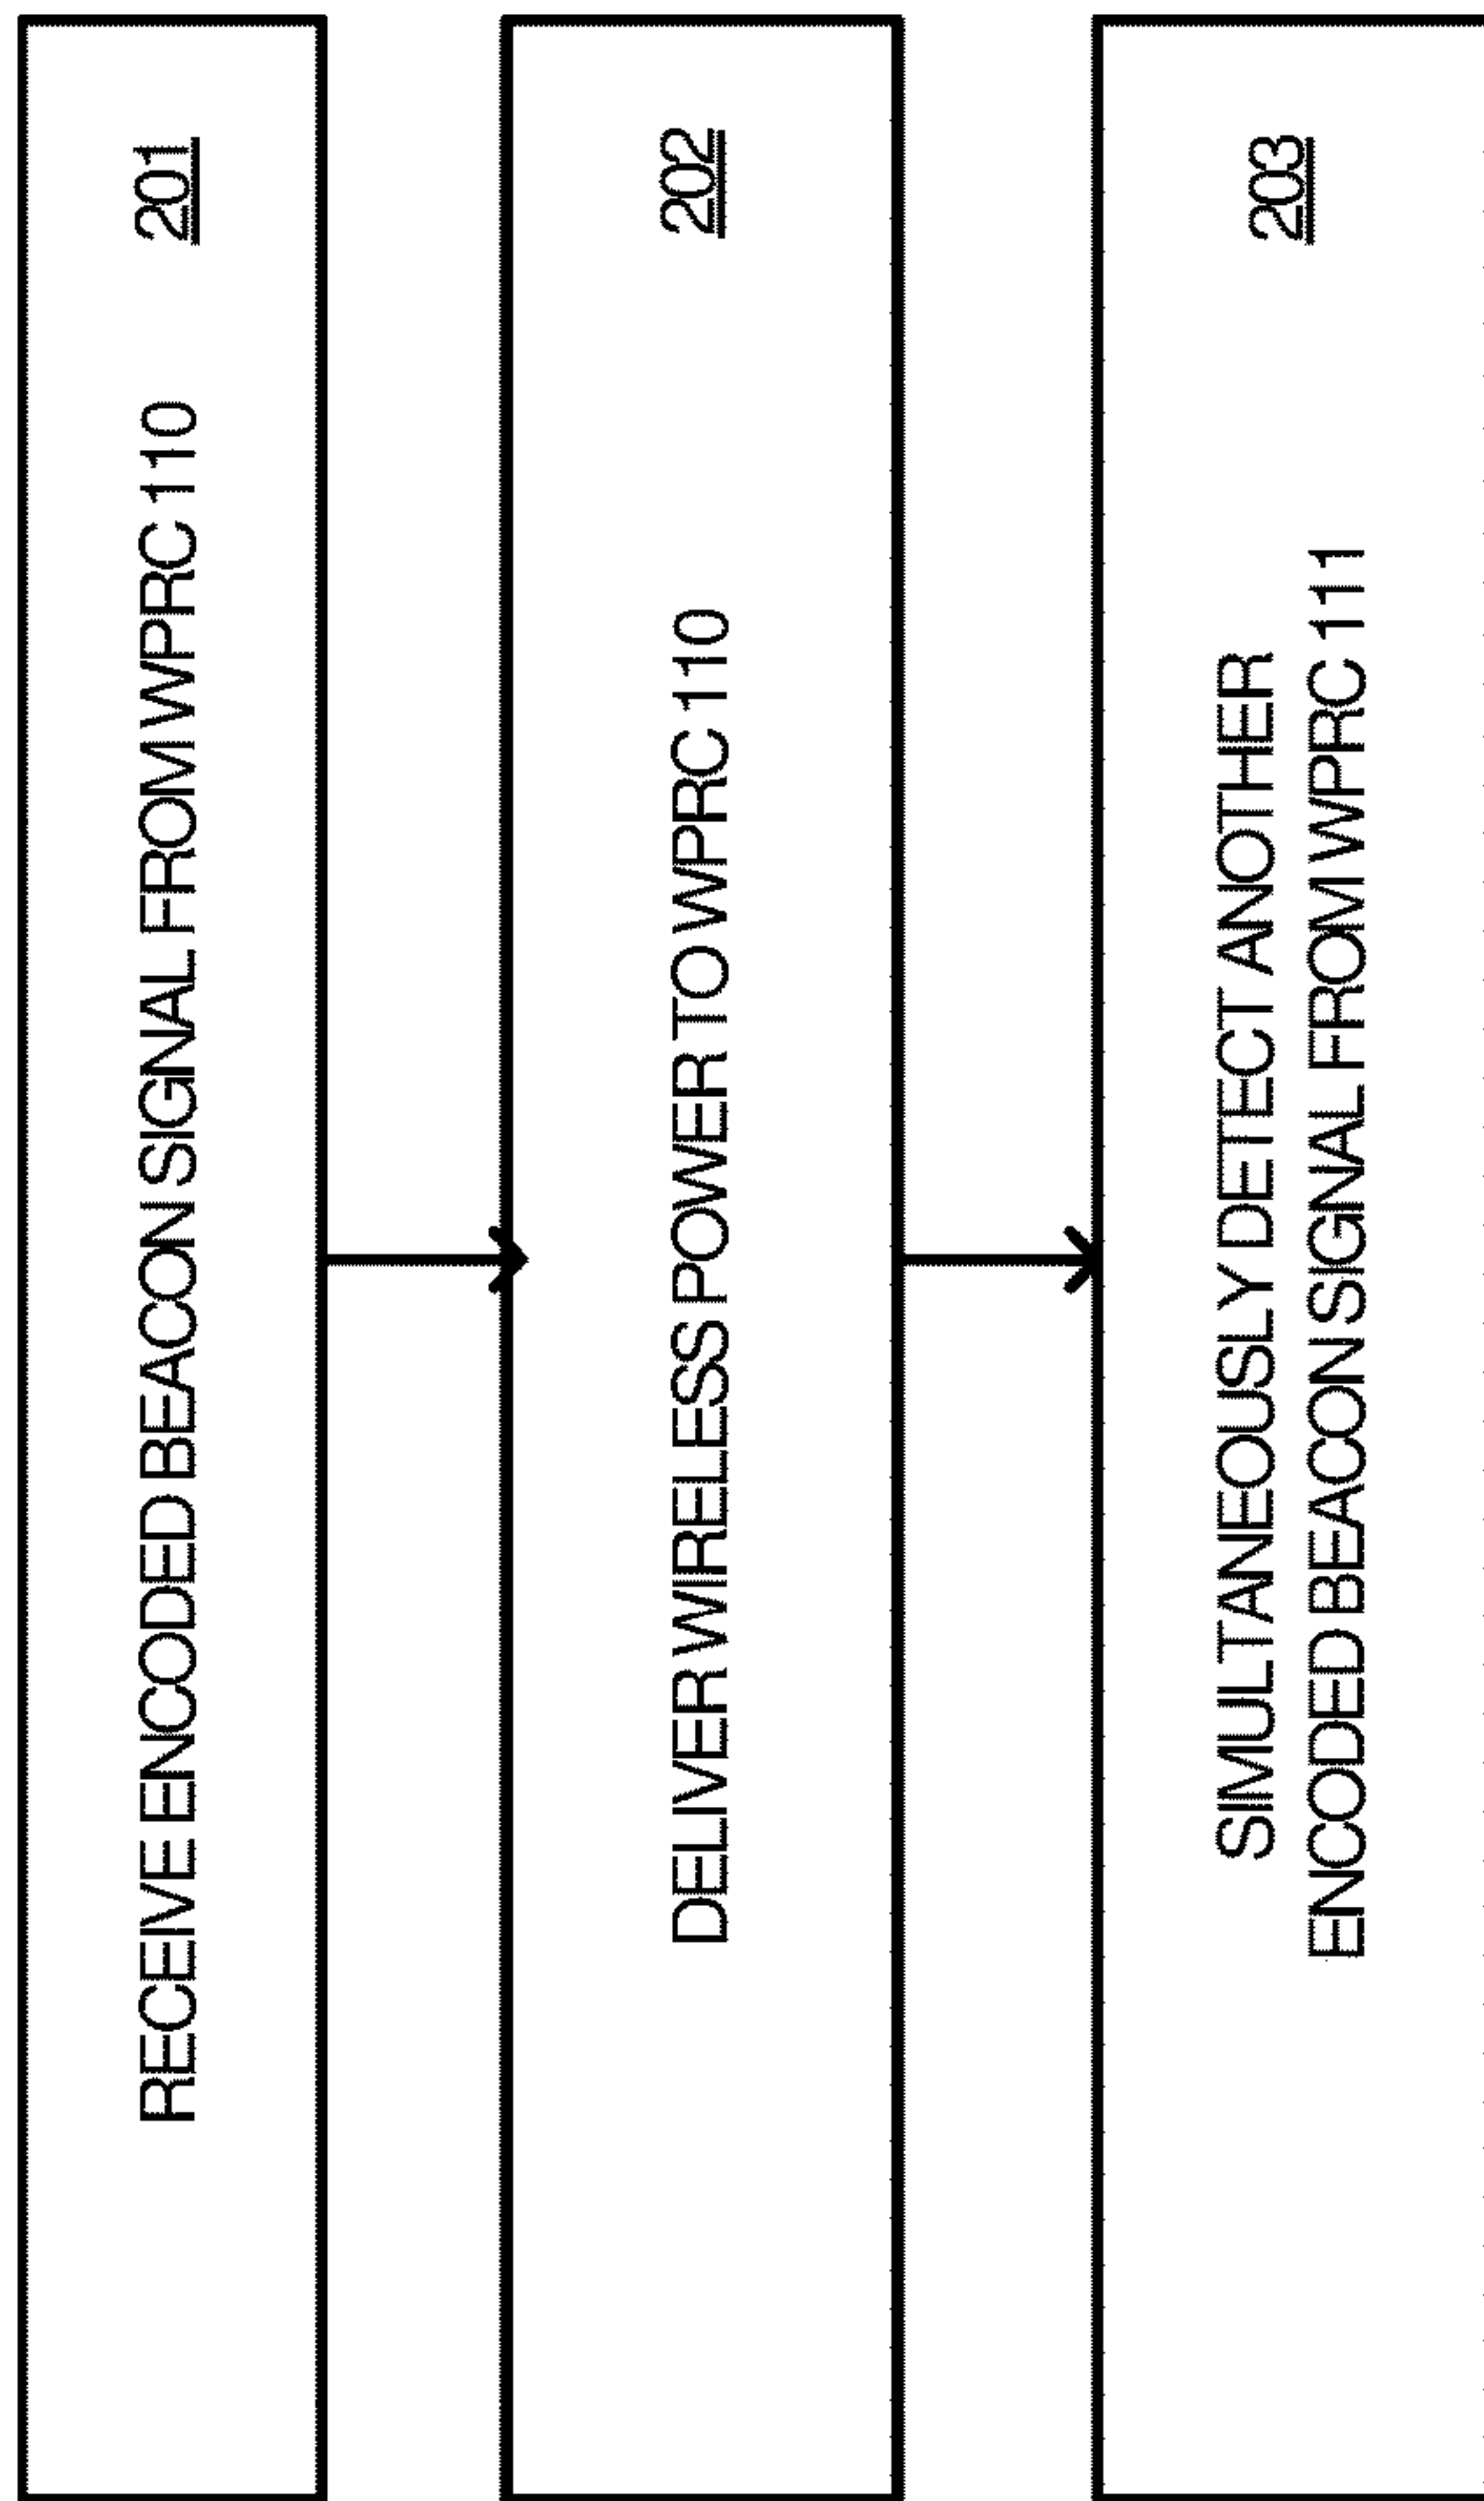 RECEIVE ENCODED BEACON SIGNAL FROM WPRC 110
201
DELIVER WIRELESS POWER TO WPRC 110
202
SIMULTANEOUSLY DETECT ANOTHER
ENCODED BEACON SIGNAL FROM WPRC 111
203